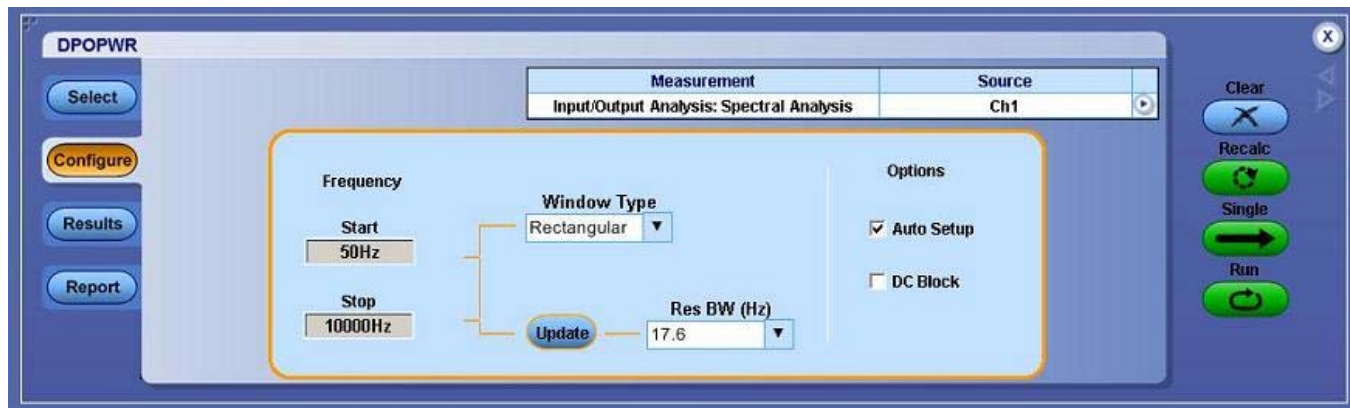 DPOPWR
X
Select
Configure
Results
Report
Measurement Source
Input/Output Analysis: Spectral Analysis Ch1
Frequency
Start
50Hz
Stop
10000Hz
Window Type
Rectangular
Update
Res BW (Hz)
17.6
Options
Auto Setup
DC Block
Clear
Recalc
Single
Run